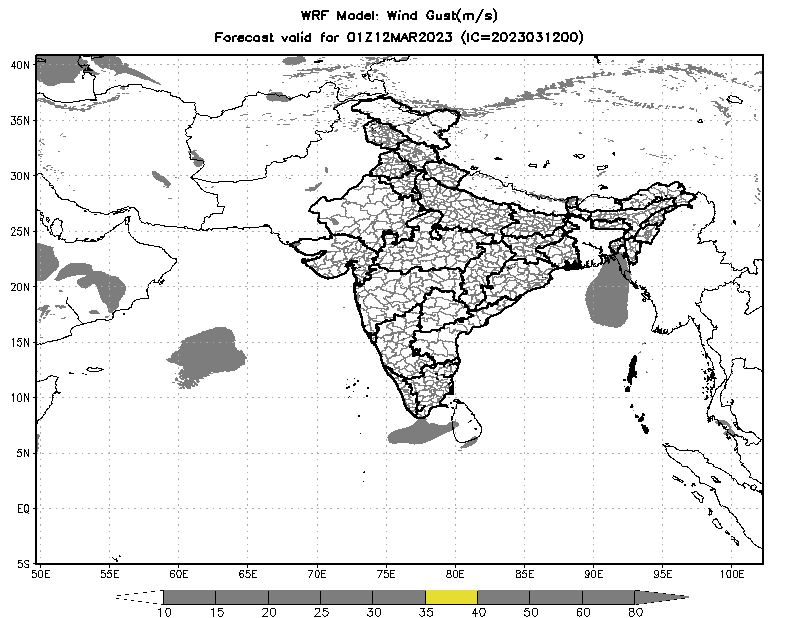 WRF Model: Wind Gust(m/s)
Forecast valid for 01Z12MAR2023 (IC=2023031200)
40N
35N
30N
25N
20N
15N
10N
5N
EQ
5S
50E 55E 60E 65E 70E 75E 80E 85E 90E 95E 100E
10 15 20 25 30 35 40 50 60 80